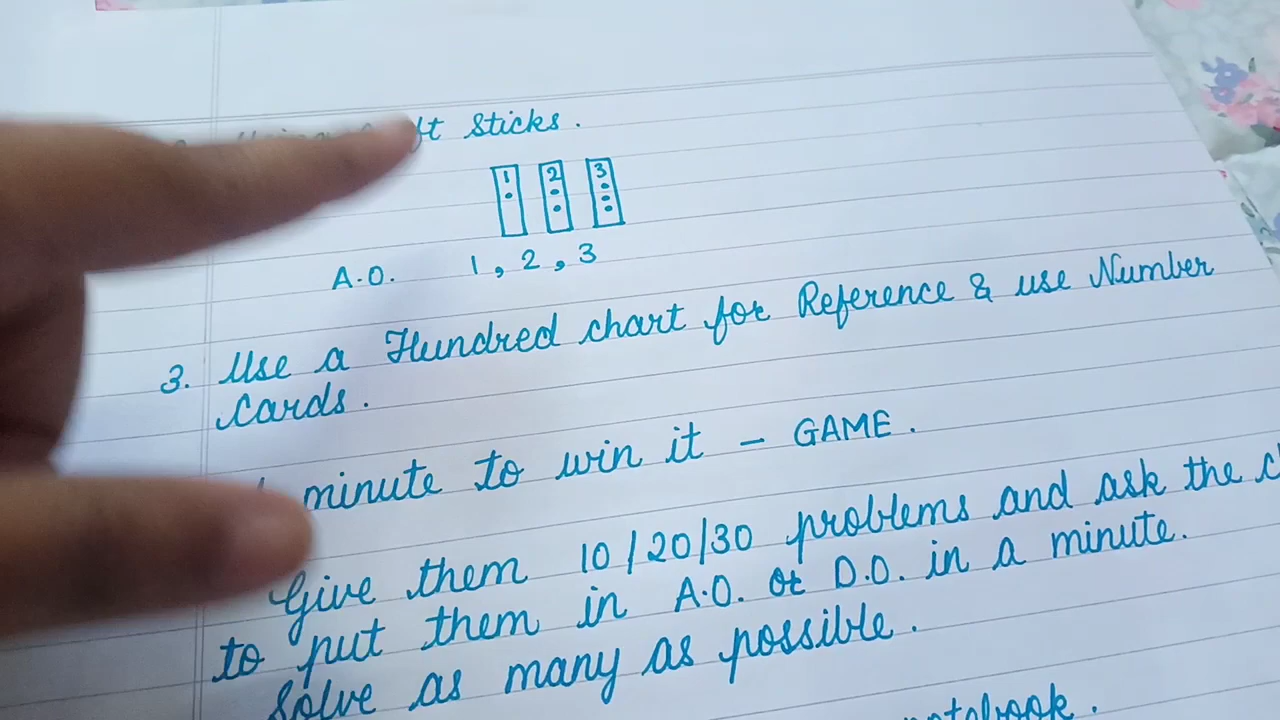 Sticks.
1 2 3
A.O. 1, 2, 3
3. Use a Hundred chart for Reference & use Number
Cards.
minute to win it - GAME.
Give them 10/20/30 problems and ask the
to put them in A.O. or D.O. in a minute.
Solve as many as possible.
notebook.